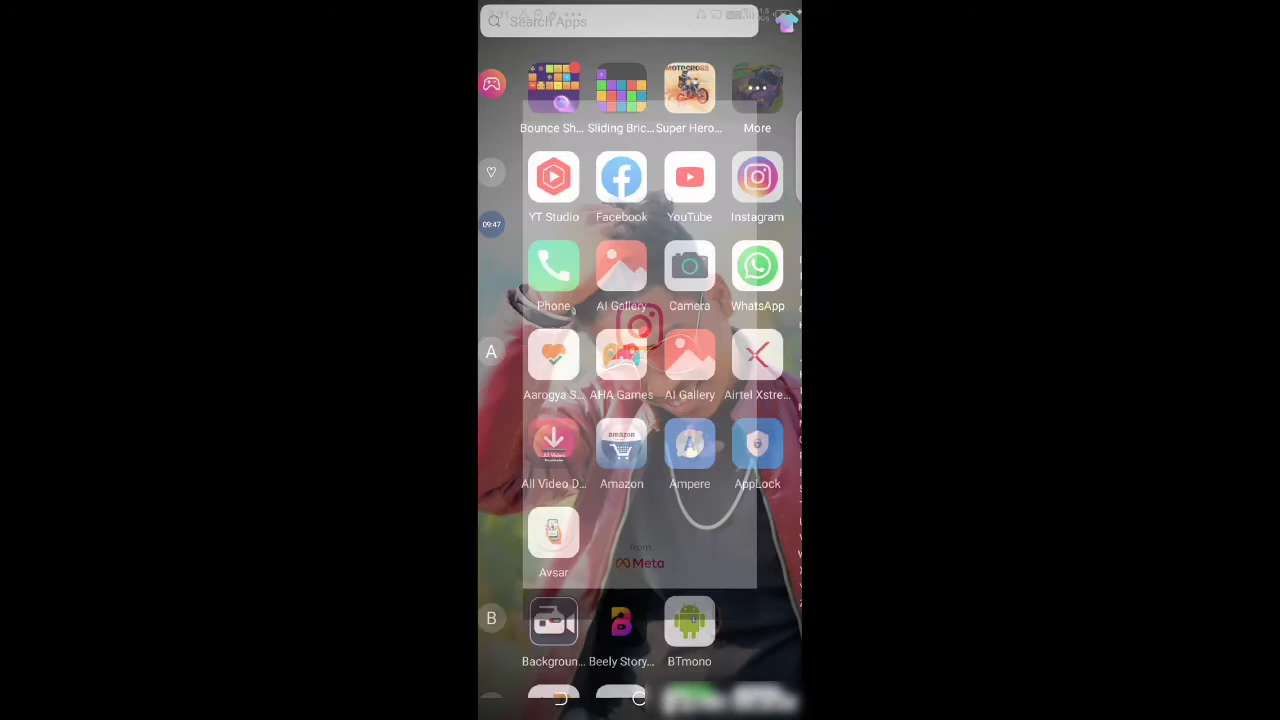 Search Apps
Bounce Sh... Sliding Bric... Super Hero... More
YT Studio Facebook YouTube Instagram
09:47
Phone AI Gallery Camera WhatsApp
A
Aarogya S... AHA Games AI Gallery Airtel Xstre...
All Video D... Amazon Ampere AppLock
from
Meta
Avsar
B
Backgroun... Beely Story... BTmono